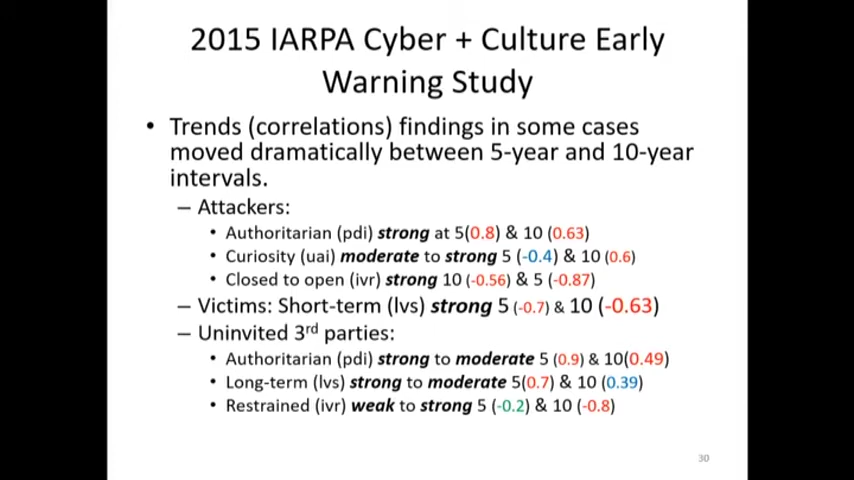 2015 IARPA Cyber + Culture Early
Warning Study
• Trends (correlations) findings in some cases
moved dramatically between 5-year and 10-year
intervals.
– Attackers:
• Authoritarian (pdi) strong at 5(0.8) & 10 (0.63)
• Curiosity (uai) moderate to strong 5 (-0.4) & 10 (0.6)
• Closed to open (ivr) strong 10 (-0.56) & 5 (-0.87)
– Victims: Short-term (lvs) strong 5 (-0.7) & 10 (-0.63)
– Uninvited 3rd parties:
• Authoritarian (pdi) strong to moderate 5 (0.9) & 10(0.49)
• Long-term (lvs) strong to moderate 5(0.7) & 10 (0.39)
• Restrained (ivr) weak to strong 5 (-0.2) & 10 (-0.8)
30